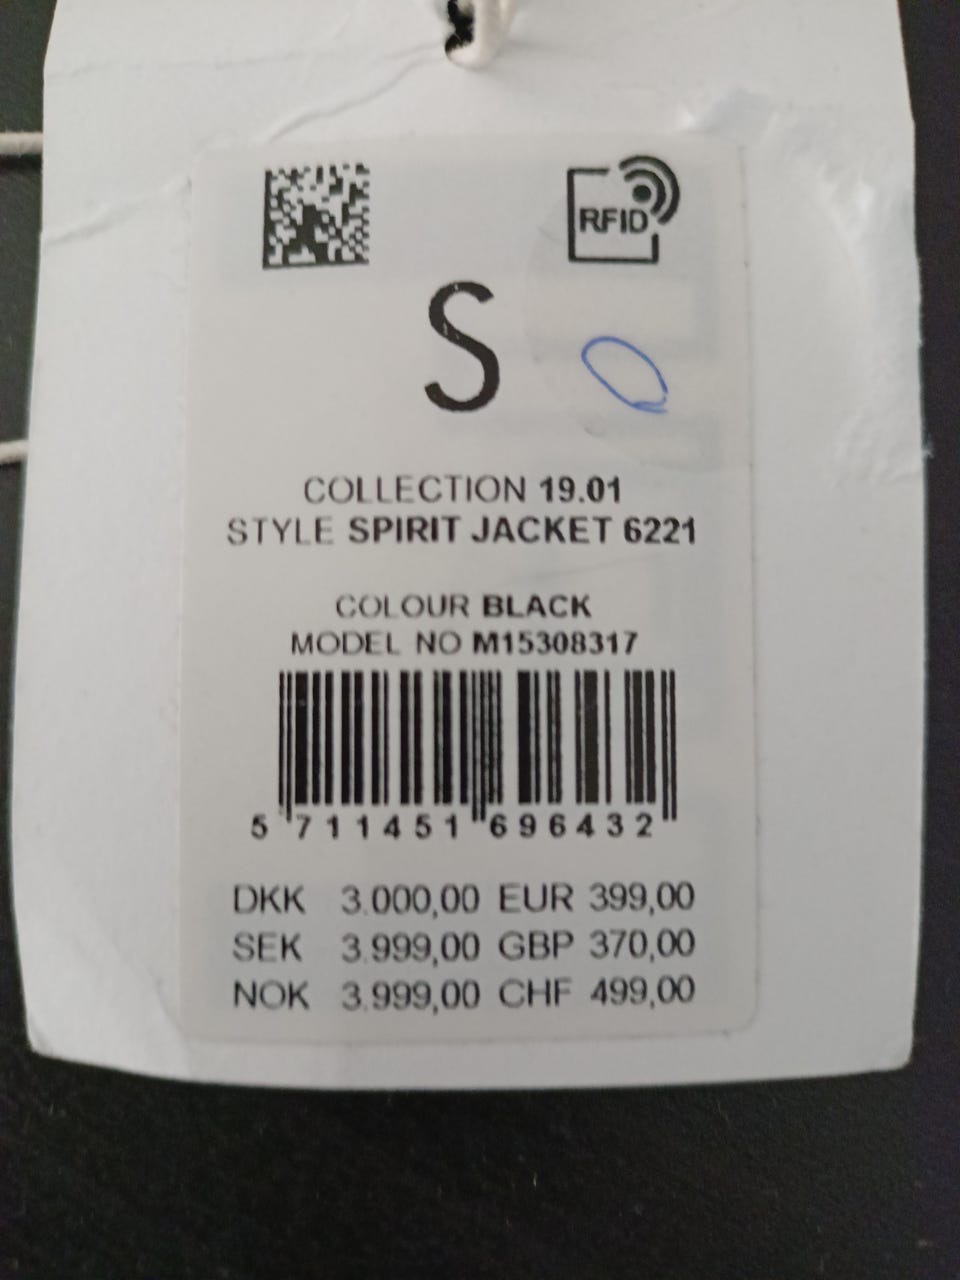 RFID
S
COLLECTION 19.01
STYLE SPIRIT JACKET 6221
COLOUR BLACK
MODEL NO M15308317
5 711451 696432
DKK 3.000,00 EUR 399,00
SEK 3.999,00 GBP 370,00
NOK 3.999,00 CHF 499,00